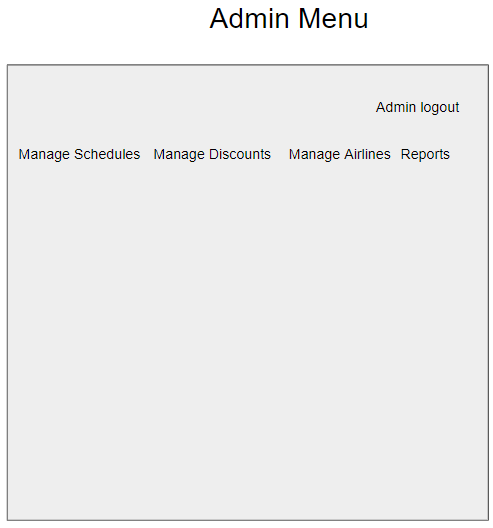 Admin Menu
Admin logout
Manage Schedules Manage Discounts Manage Airlines Reports